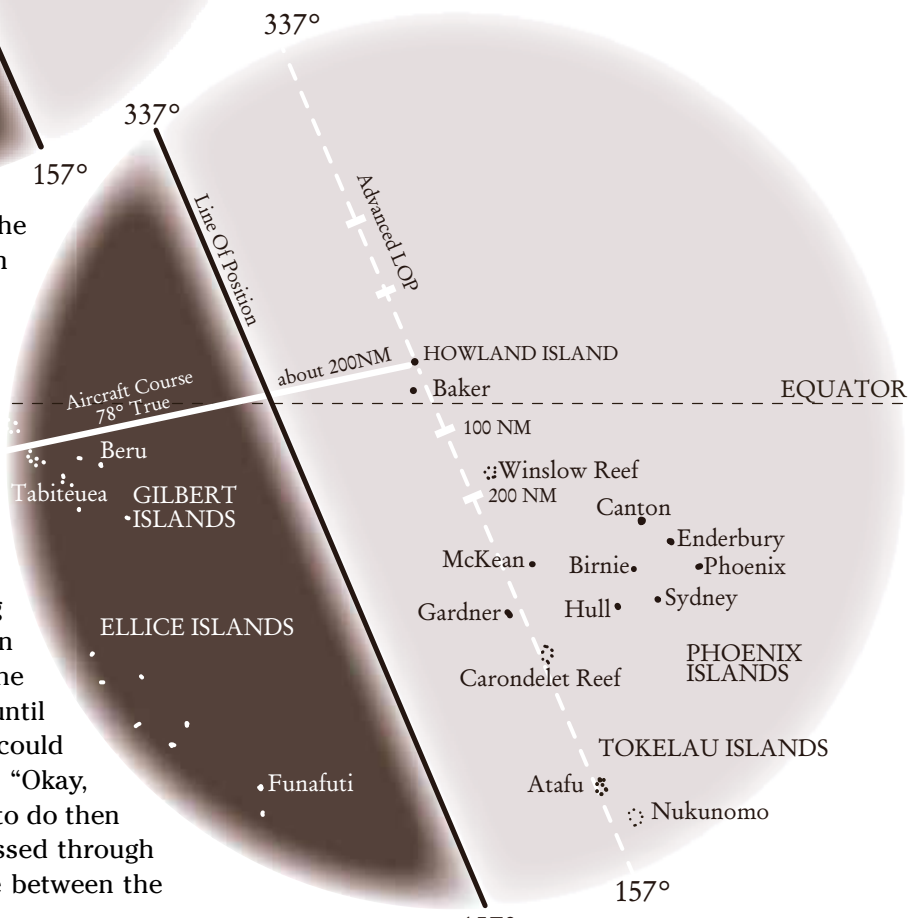 337°
337°
157°
he
n
Line Of Position
Advanced LOP
HOWLAND ISLAND
about 200NM
Baker
EQUATOR
Aircraft Course
78° True
100 NM
Beru
Winslow Reef
Tabiteuea
GILBERT
ISLANDS
200 NM
Canton
Enderbury
McKean
Birnie
Phoenix
g
Gardner
Hull
Sydney
n
ELLICE ISLANDS
he
PHOENIX
ISLANDS
until
Carondelet Reef
could
TOKELAU ISLANDS
“Okay,
Funafuti
Atafu
to do then
Nukunomo
ssed through
e between the
157°